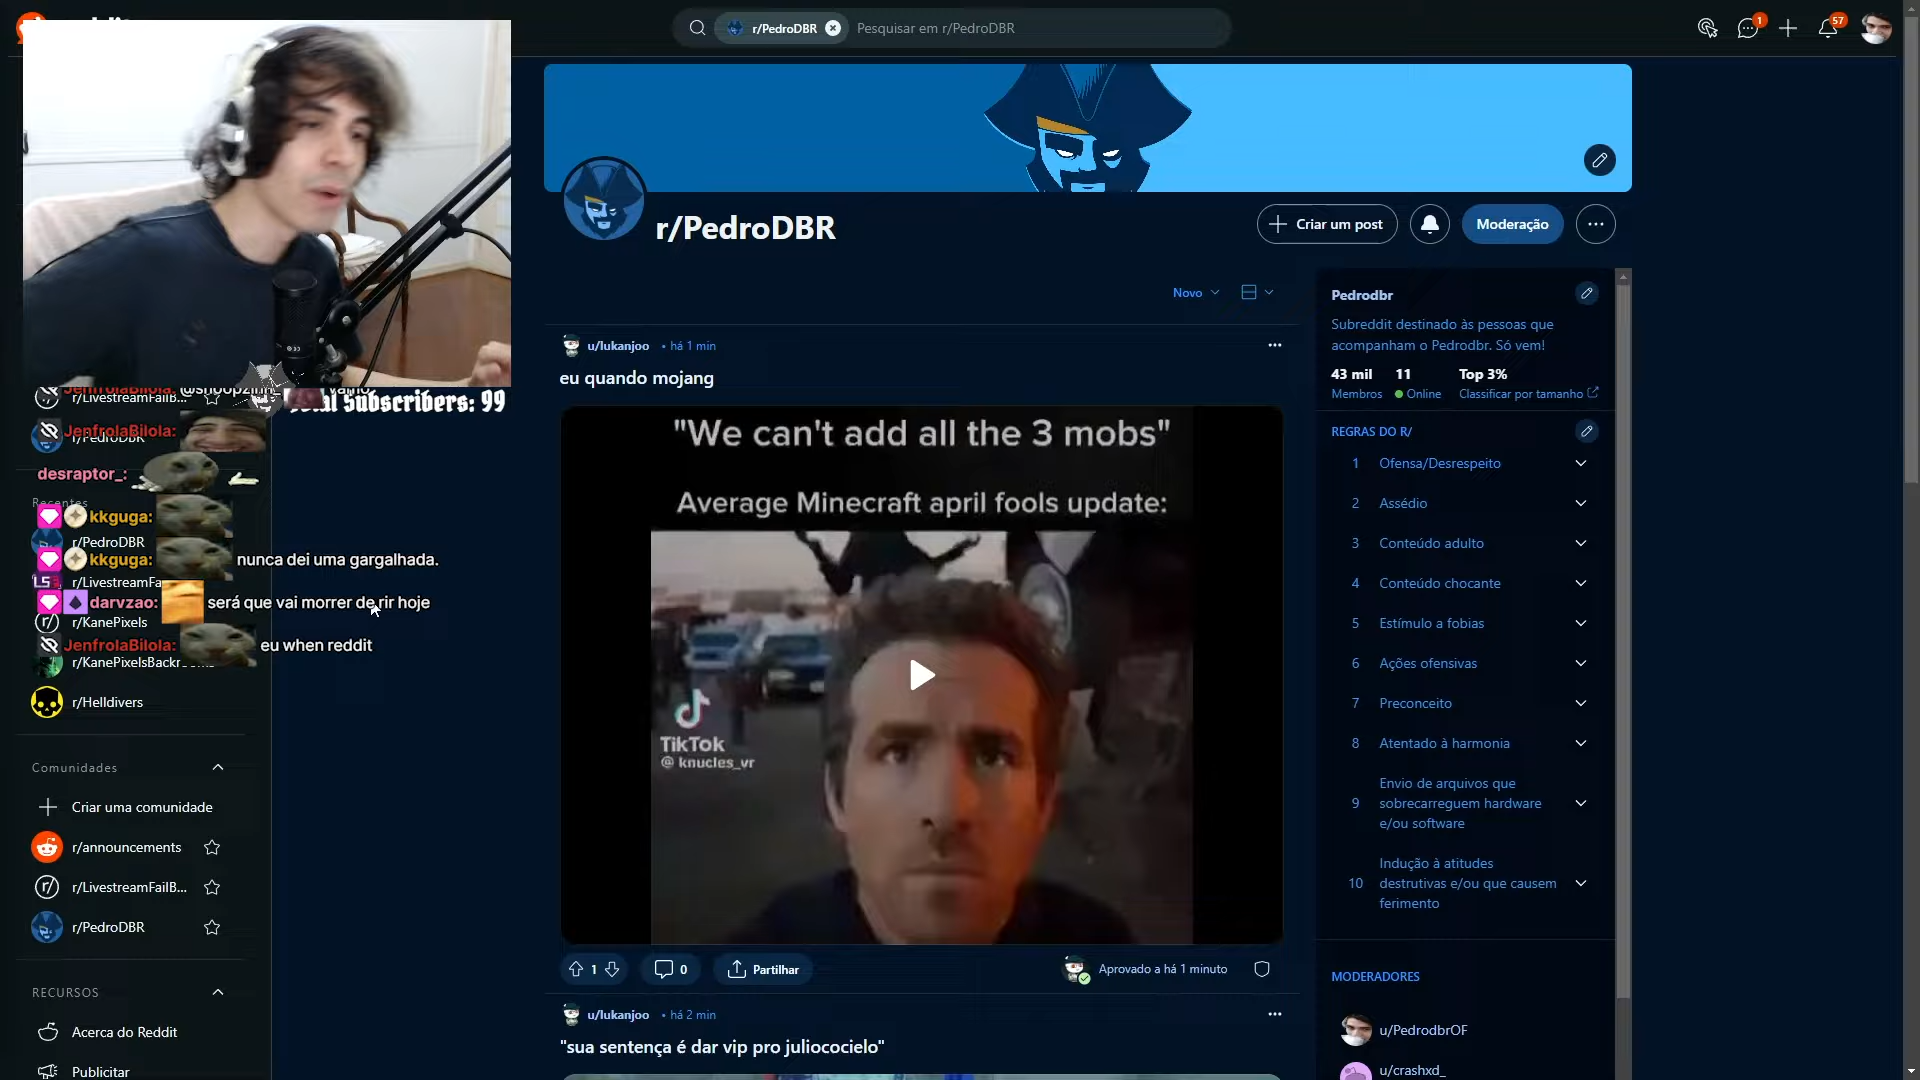 r/PedroDBR
Pesquisar em r/PedroDBR
1
57
r/PedroDBR
Criar um post
Moderação
Novo
u/lukanjoo
• há 1 min
eu quando mojang
"We can't add all the 3 mobs"
Average Minecraft april fools update:
TikTok
@ knucles_vr
1
0
Partilhar
Aprovado a há 1 minuto
u/lukanjoo
• há 2 min
"sua sentença é dar vip pro juliococielo"
Pedrodbr
Subreddit destinado às pessoas que
acompanham o Pedrodbr. Só vem!
43 mil
11
Top 3%
Membros
Online
Classificar por tamanho
REGRAS DO R/
1 Ofensa/Desrespeito
2 Assédio
3 Conteúdo adulto
4 Conteúdo chocante
5 Estímulo a fobias
6 Ações ofensivas
7 Preconceito
8 Atentado à harmonia
9 Envio de arquivos que
sobrecarreguem hardware
e/ou software
10 Indução à atitudes
destrutivas e/ou que causem
ferimento
MODERADORES
u/PedrodbrOF
u/crashxd_
r/LivestreamFailB...
Subscribers: 99
JenfrolaBilola:
r/PedroDBR
desraptor_:
Recentes
kkguga:
r/PedroDBR
kkguga: nunca dei uma gargalhada.
r/LivestreamFa
darvzao: será que vai morrer de rir hoje
r/KanePixels
JenfrolaBilola: eu when reddit
r/KanePixelsBackr
r/Helldivers
Comunidades
Criar uma comunidade
r/announcements
r/LivestreamFailB...
r/PedroDBR
RECURSOS
Acerca do Reddit
Publicitar